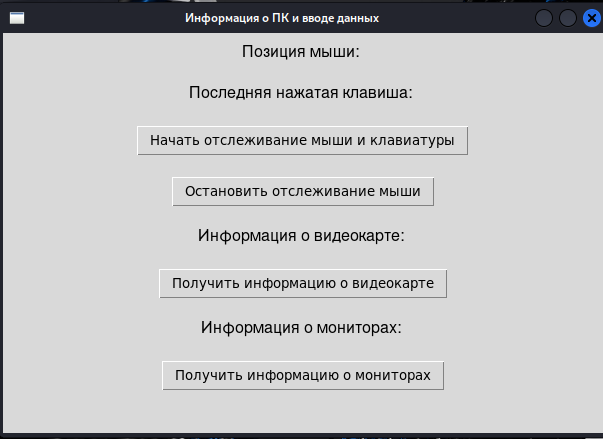 Информация о ПК и вводе данных
Позиция мыши:
Последняя нажатая клавиша:
Начать отслеживание мыши и клавиатуры
Остановить отслеживание мыши
Информация о видеокарте:
Получить информацию о видеокарте
Информация о мониторах:
Получить информацию о мониторах